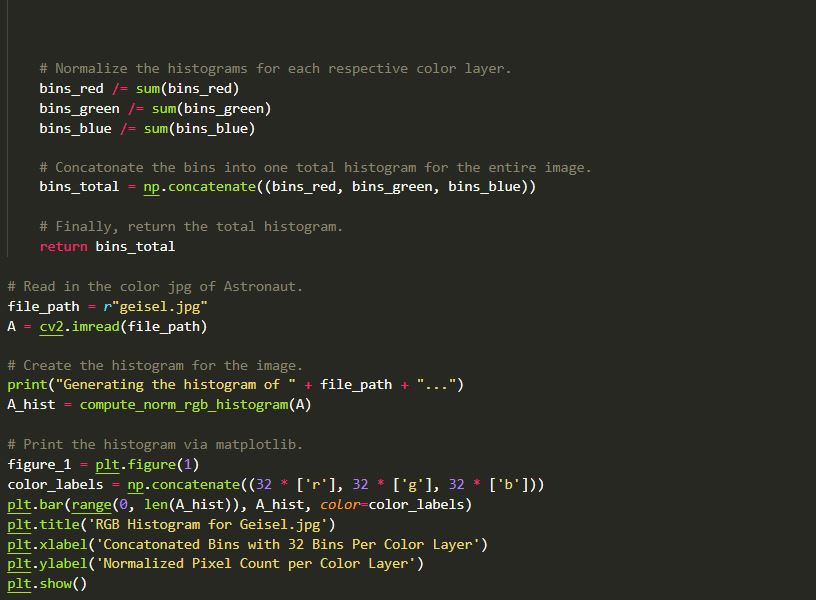 # Normalize the histograms for each respective color layer.
bins_red /= sum(bins_red)
bins_green /= sum(bins_green)
bins_blue /= sum(bins_blue)
# Concatonate the bins into one total histogram for the entire image.
bins_total = np.concatenate((bins_red, bins_green, bins_blue))
# Finally, return the total histogram.
return bins_total
# Read in the color jpg of Astronaut.
file_path = r"geisel.jpg"
A = cv2.imread(file_path)
# Create the histogram for the image.
print("Generating the histogram of " + file_path + "...")
A_hist = compute_norm_rgb_histogram(A)
# Print the histogram via matplotlib.
figure_1 = plt.figure(1)
color_labels = np.concatenate((32 * ['r'], 32 * ['g'], 32 * ['b']))
plt.bar(range(0, len(A_hist)), A_hist, color=color_labels)
plt.title('RGB Histogram for Geisel.jpg')
plt.xlabel('Concatonated Bins with 32 Bins Per Color Layer')
plt.ylabel('Normalized Pixel Count per Color Layer')
plt.show()